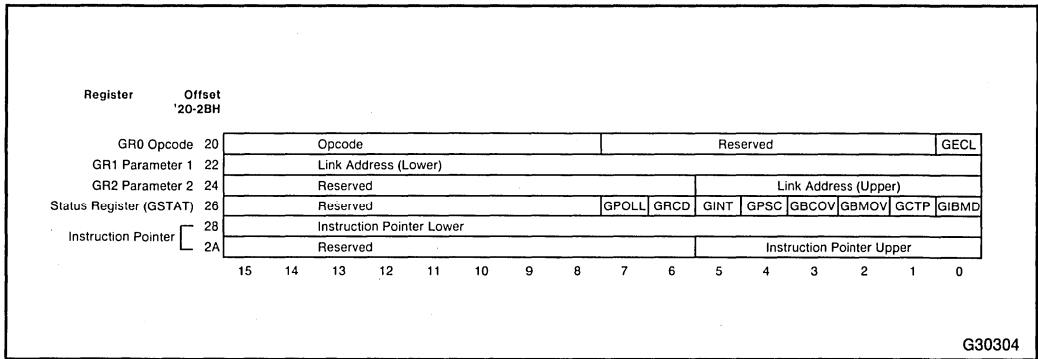 Register Offset
'20-2BH
GR0 Opcode 20 Opcode Reserved GECL
GR1 Parameter 1 22 Link Address (Lower)
GR2 Parameter 2 24 Reserved Link Address (Upper)
Status Register (GSTAT) 26 Reserved GPOLL GRCD GINT GPSC GBCOV GBMOV GCTP GIBMD
Instruction Pointer
28 Instruction Pointer Lower
2A Reserved Instruction Pointer Upper
15 14 13 12 11 10 9 8 7 6 5 4 3 2 1 0
G30304